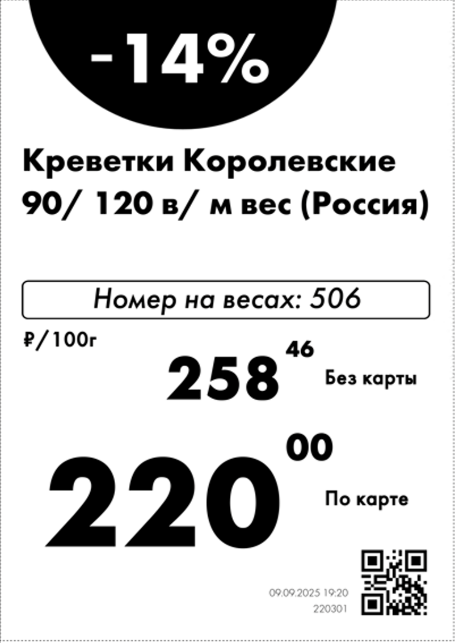 -14%
Креветки Королевские
90/ 120 в/ м вес (Россия)
Номер на весах: 506
₽/100г
258 46 Без карты
220 00 По карте
09.09.2025 19:20
220301